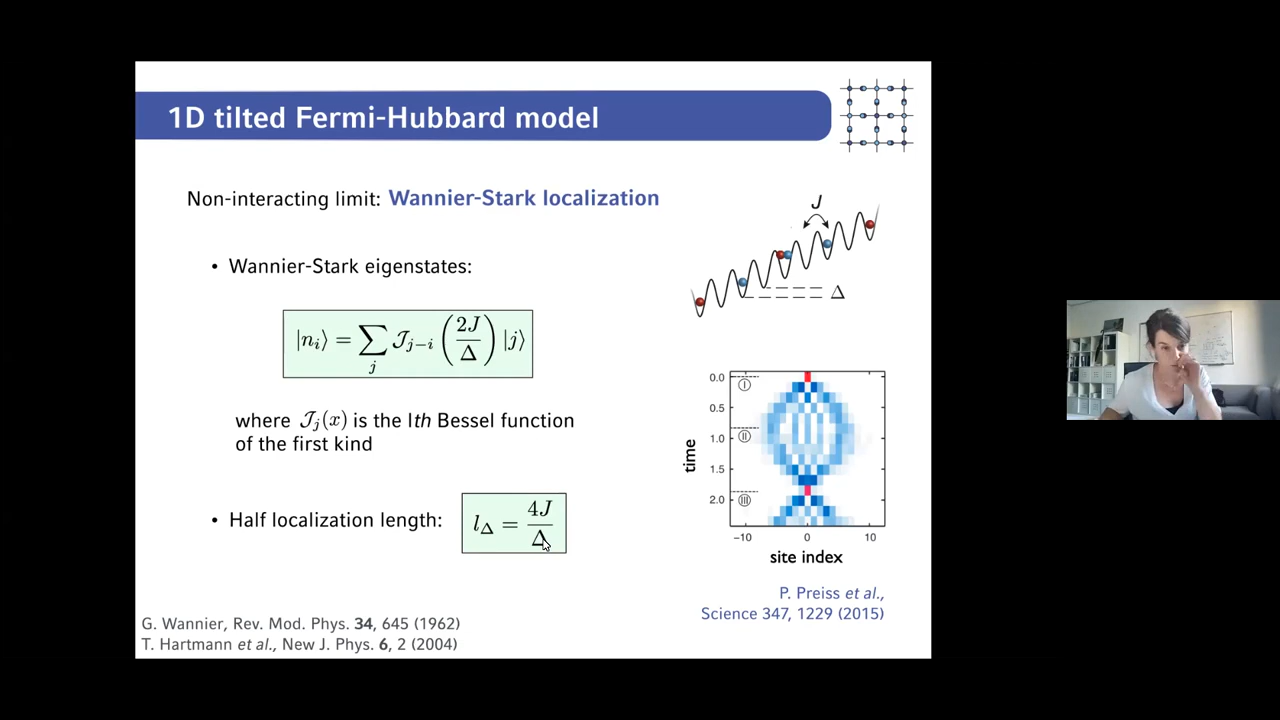 1D tilted Fermi-Hubbard model
Non-interacting limit: Wannier-Stark localization
J
• Wannier-Stark eigenstates:
Δ
|n_i⟩ = ∑_j 𝒥_{j−i} (2J/Δ) |j⟩
where 𝒥_j(x) is the lth Bessel function
of the first kind
• Half localization length: l_Δ = 4J/Δ
time
0.0
0.5
1.0
1.5
2.0
I
II
III
−10 0 10
site index
P. Preiss et al.,
Science 347, 1229 (2015)
G. Wannier, Rev. Mod. Phys. 34, 645 (1962)
T. Hartmann et al., New J. Phys. 6, 2 (2004)